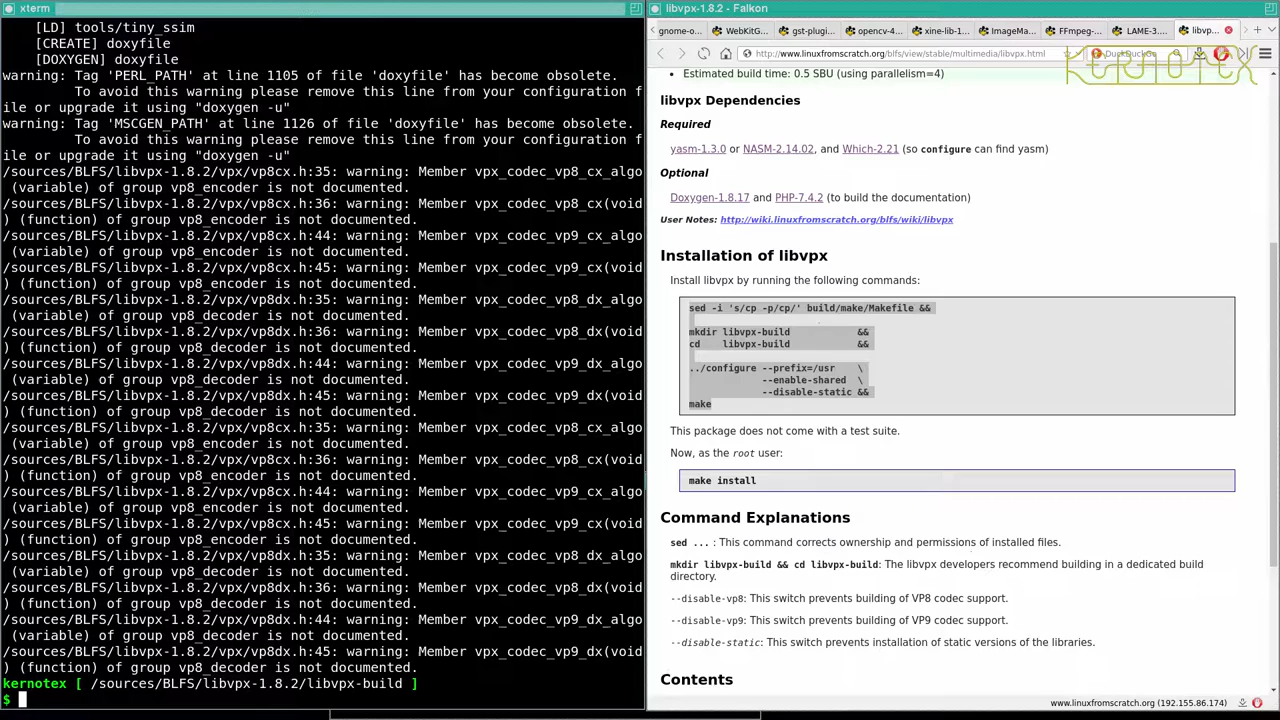 xterm
[LD] tools/tiny_ssim
[CREATE] doxyfile
[DOXYGEN] doxyfile
warning: Tag 'PERL_PATH' at line 1105 of file 'doxyfile' has become obsolete.
To avoid this warning please remove this line from your configuration f
ile or upgrade it using "doxygen -u"
warning: Tag 'MSCGEN_PATH' at line 1126 of file 'doxyfile' has become obsolete.
To avoid this warning please remove this line from your configuration f
ile or upgrade it using "doxygen -u"
/sources/BLFS/libvpx-1.8.2/vpx/vp8cx.h:35: warning: Member vpx_codec_vp8_cx_algo
(variable) of group vp8_encoder is not documented.
/sources/BLFS/libvpx-1.8.2/vpx/vp8cx.h:36: warning: Member vpx_codec_vp8_cx(void
) (function) of group vp8_encoder is not documented.
/sources/BLFS/libvpx-1.8.2/vpx/vp8cx.h:44: warning: Member vpx_codec_vp9_cx_algo
(variable) of group vp8_encoder is not documented.
/sources/BLFS/libvpx-1.8.2/vpx/vp8cx.h:45: warning: Member vpx_codec_vp9_cx(void
) (function) of group vp8_encoder is not documented.
/sources/BLFS/libvpx-1.8.2/vpx/vp8dx.h:35: warning: Member vpx_codec_vp8_dx_algo
(variable) of group vp8_decoder is not documented.
/sources/BLFS/libvpx-1.8.2/vpx/vp8dx.h:36: warning: Member vpx_codec_vp8_dx(void
) (function) of group vp8_decoder is not documented.
/sources/BLFS/libvpx-1.8.2/vpx/vp8dx.h:44: warning: Member vpx_codec_vp9_dx_algo
(variable) of group vp8_decoder is not documented.
/sources/BLFS/libvpx-1.8.2/vpx/vp8dx.h:45: warning: Member vpx_codec_vp9_dx(void
) (function) of group vp8_decoder is not documented.
/sources/BLFS/libvpx-1.8.2/vpx/vp8cx.h:35: warning: Member vpx_codec_vp8_cx_algo
(variable) of group vp8_encoder is not documented.
/sources/BLFS/libvpx-1.8.2/vpx/vp8cx.h:36: warning: Member vpx_codec_vp8_cx(void
) (function) of group vp8_encoder is not documented.
/sources/BLFS/libvpx-1.8.2/vpx/vp8cx.h:44: warning: Member vpx_codec_vp9_cx_algo
(variable) of group vp8_encoder is not documented.
/sources/BLFS/libvpx-1.8.2/vpx/vp8cx.h:45: warning: Member vpx_codec_vp9_cx(void
) (function) of group vp8_encoder is not documented.
/sources/BLFS/libvpx-1.8.2/vpx/vp8dx.h:35: warning: Member vpx_codec_vp8_dx_algo
(variable) of group vp8_decoder is not documented.
/sources/BLFS/libvpx-1.8.2/vpx/vp8dx.h:36: warning: Member vpx_codec_vp8_dx(void
) (function) of group vp8_decoder is not documented.
/sources/BLFS/libvpx-1.8.2/vpx/vp8dx.h:44: warning: Member vpx_codec_vp9_dx_algo
(variable) of group vp8_decoder is not documented.
/sources/BLFS/libvpx-1.8.2/vpx/vp8dx.h:45: warning: Member vpx_codec_vp9_dx(void
) (function) of group vp8_decoder is not documented.
kernotex [ /sources/BLFS/libvpx-1.8.2/libvpx-build ]
$
libvpx-1.8.2 - Falkon
gnome-o... WebKitG... gst-plugi... opencv-4... xine-lib-1... ImageMa... FFmpeg-... LAME-3.... libvp...
http://www.linuxfromscratch.org/blfs/view/stable/multimedia/libvpx.html DuckDuckGo
KERNOTEX
Estimated build time: 0.5 SBU (using parallelism=4)
libvpx Dependencies
Required
yasm-1.3.0 or NASM-2.14.02, and Which-2.21 (so configure can find yasm)
Optional
Doxygen-1.8.17 and PHP-7.4.2 (to build the documentation)
User Notes: http://wiki.linuxfromscratch.org/blfs/wiki/libvpx
Installation of libvpx
Install libvpx by running the following commands:
sed -i 's/cp -p/cp/' build/make/Makefile &&
mkdir libvpx-build &&
cd libvpx-build &&
../configure --prefix=/usr \
--enable-shared \
--disable-static &&
make
This package does not come with a test suite.
Now, as the root user:
make install
Command Explanations
sed ... : This command corrects ownership and permissions of installed files.
mkdir libvpx-build && cd libvpx-build: The libvpx developers recommend building in a dedicated build
directory.
--disable-vp8: This switch prevents building of VP8 codec support.
--disable-vp9: This switch prevents building of VP9 codec support.
--disable-static: This switch prevents installation of static versions of the libraries.
Contents
www.linuxfromscratch.org (192.155.86.174)